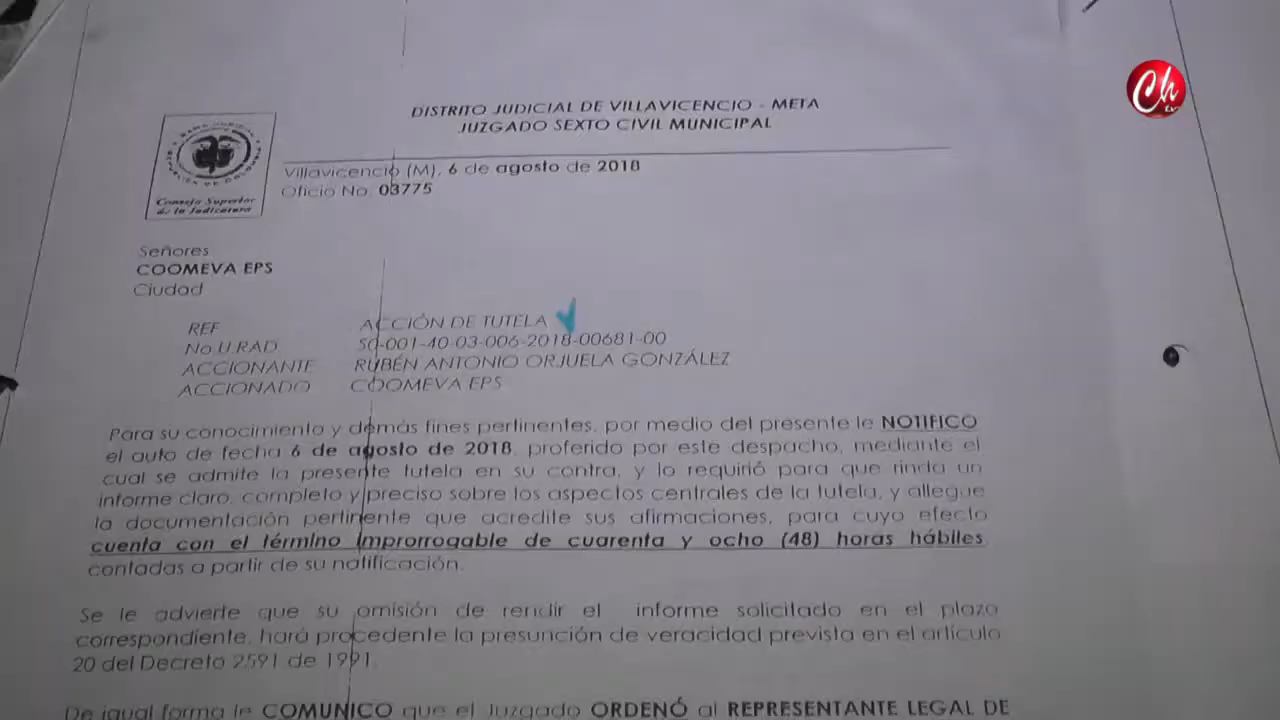 DISTRITO JUDICIAL DE VILLAVICENCIO - META
JUZGADO SEXTO CIVIL MUNICIPAL
Ch
tv
Consejo Superior
de la Judicatura
Villavicencio (M), 6 de agosto de 2018
Oficio No. 03775
Señores
COOMEVA EPS
Ciudad
REF ACCIÓN DE TUTELA
No.U.RAD. 50-001-40-03-006-2018-00681-00
ACCIONANTE RUBÉN ANTONIO ORJUELA GONZÁLEZ
ACCIONADO COOMEVA EPS
Para su conocimiento y demás fines pertinentes, por medio del presente le NOTIFICO
el auto de fecha 6 de agosto de 2018, proferido por este despacho, mediante el
cual se admite la presente tutela en su contra, y lo requirió para que rinda un
informe claro, completo y preciso sobre los aspectos centrales de la tutela, y allegue
la documentación pertinente que acredite sus afirmaciones, para cuyo efecto
cuenta con el término improrrogable de cuarenta y ocho (48) horas hábiles
contadas a partir de su notificación.
Se le advierte que su omisión de rendir el informe solicitado en el plazo
correspondiente, hará procedente la presunción de veracidad prevista en el artículo
20 del Decreto 2591 de 1991.
De igual forma le COMUNICO que el Juzgado ORDENÓ al REPRESENTANTE LEGAL DE